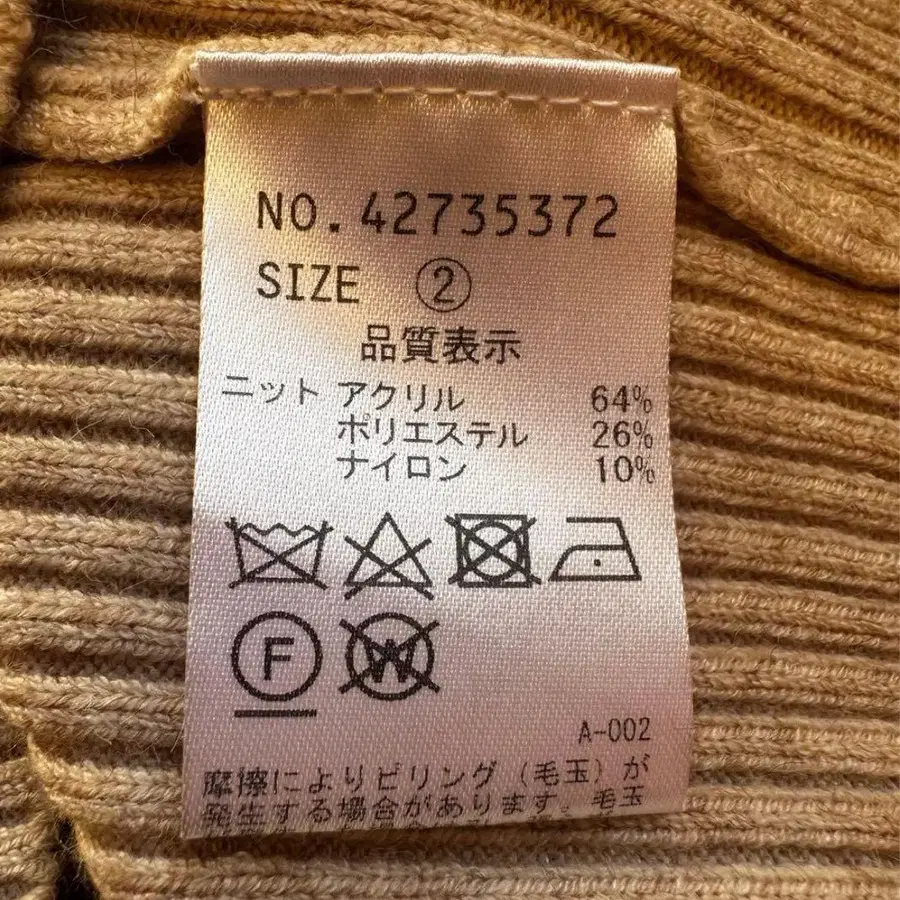 NO.42735372
SIZE ②
品質表示
ニット アクリル 64%
ポリエステル 26%
ナイロン 10%
F W
A-002
摩擦によりピリング(毛玉)が
発生する場合があります。毛玉